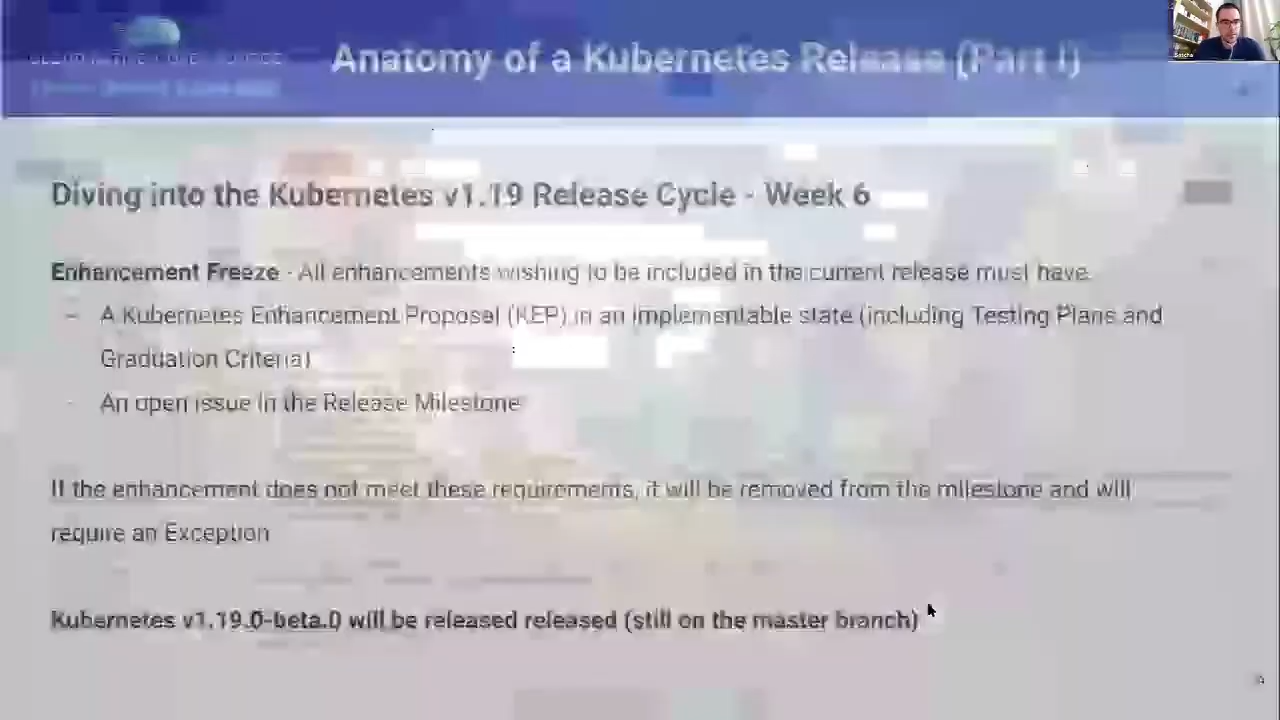 Anatomy of a Kubernetes Release (Part I)
Diving into the Kubernetes v1.19 Release Cycle - Week 6
Enhancement Freeze - All enhancements wishing to be included in the current release must have:
- A Kubernetes Enhancement Proposal (KEP) in an implementable state (including Testing Plans and
Graduation Criteria)
- An open issue in the Release Milestone
If the enhancement does not meet these requirements, it will be removed from the milestone and will
require an Exception
Kubernetes v1.19.0-beta.0 will be released released (still on the master branch)